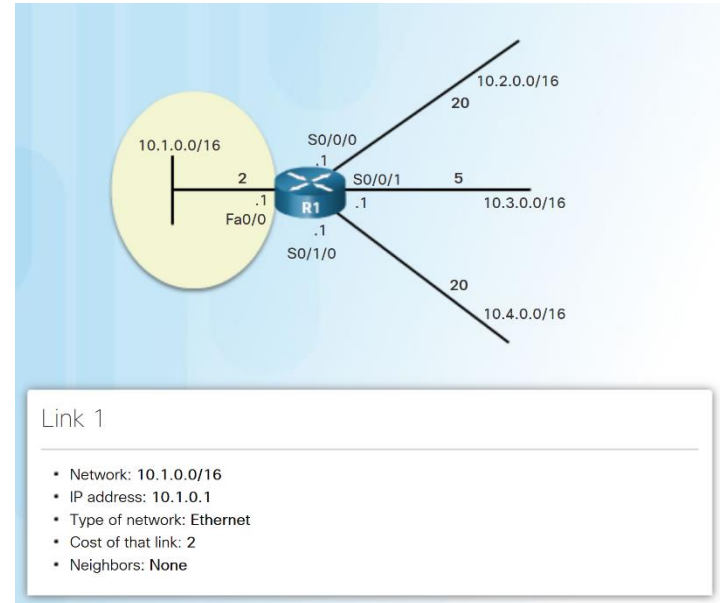 10.2.0.0/16
20
10.1.0.0/16
S0/0/0
.1
2
S0/0/1
5
.1
R1
.1
10.3.0.0/16
Fa0/0
.1
S0/1/0
20
10.4.0.0/16
Link 1
• Network: 10.1.0.0/16
• IP address: 10.1.0.1
• Type of network: Ethernet
• Cost of that link: 2
• Neighbors: None